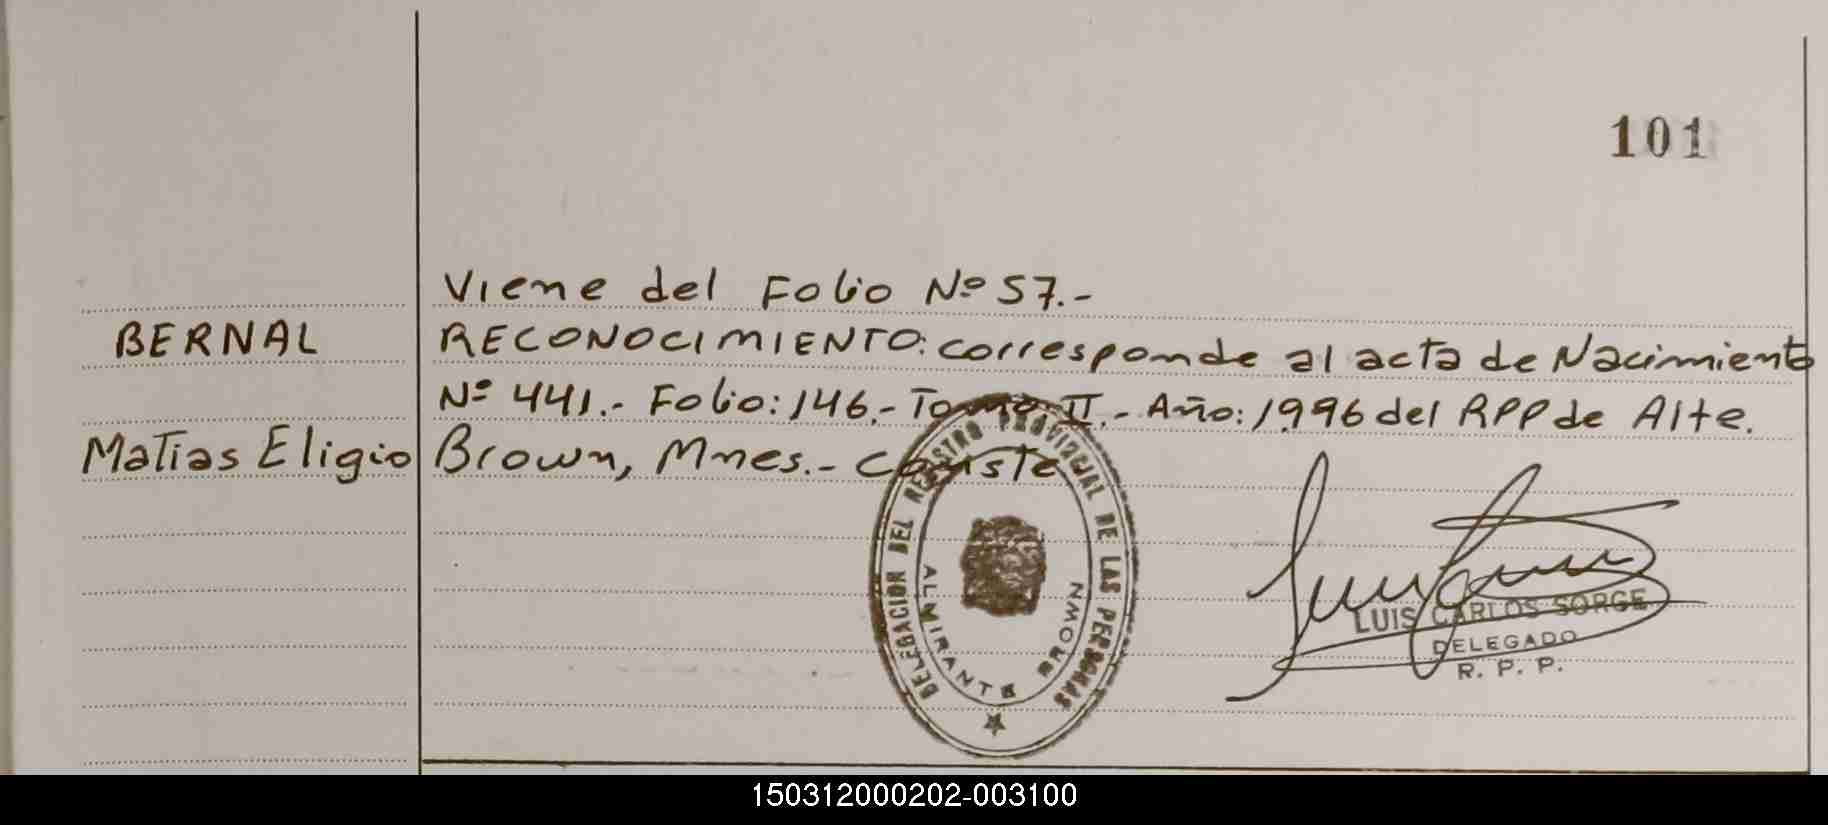 101
Viene del Folio Nº 57.-
BERNAL
RECONOCIMIENTO: corresponde al acta de Nacimiento
Nº 441.- Folio: 146.- Tomo II.- Año: 1996 del RPP de Alte.
Matias Eligio
Brown, Mnes.- Conste
DELEGACION DEL REGISTRO PROVINCIAL DE LAS PERSONAS
ALMIRANTE BROWN
LUIS CARLOS SORGE
DELEGADO
R. P. P.
150312000202-003100